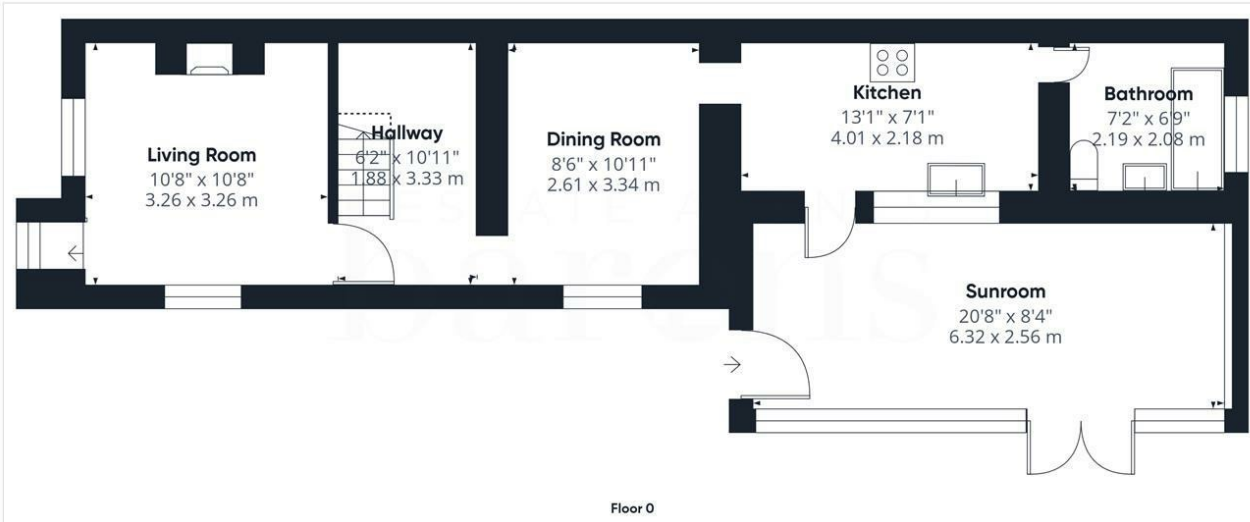 Living Room
10'8" x 10'8"
3.26 x 3.26 m
Hallway
6'2" x 10'11"
1.88 x 3.33 m
Dining Room
8'6" x 10'11"
2.61 x 3.34 m
Kitchen
13'1" x 7'1"
4.01 x 2.18 m
Bathroom
7'2" x 6'9"
2.19 x 2.08 m
Sunroom
20'8" x 8'4"
6.32 x 2.56 m
Floor 0